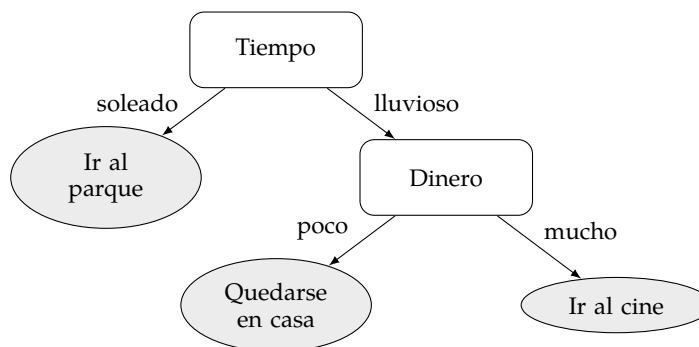 Tiempo
soleado
lluvioso
Ir al
parque
Dinero
poco
mucho
Quedarse
en casa
Ir al cine